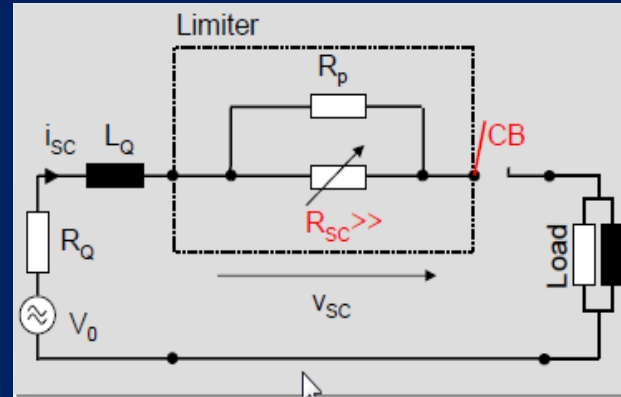 Limiter
Rp
iSC
LQ
CB
RSC>>
RQ
Load
vSC
V0